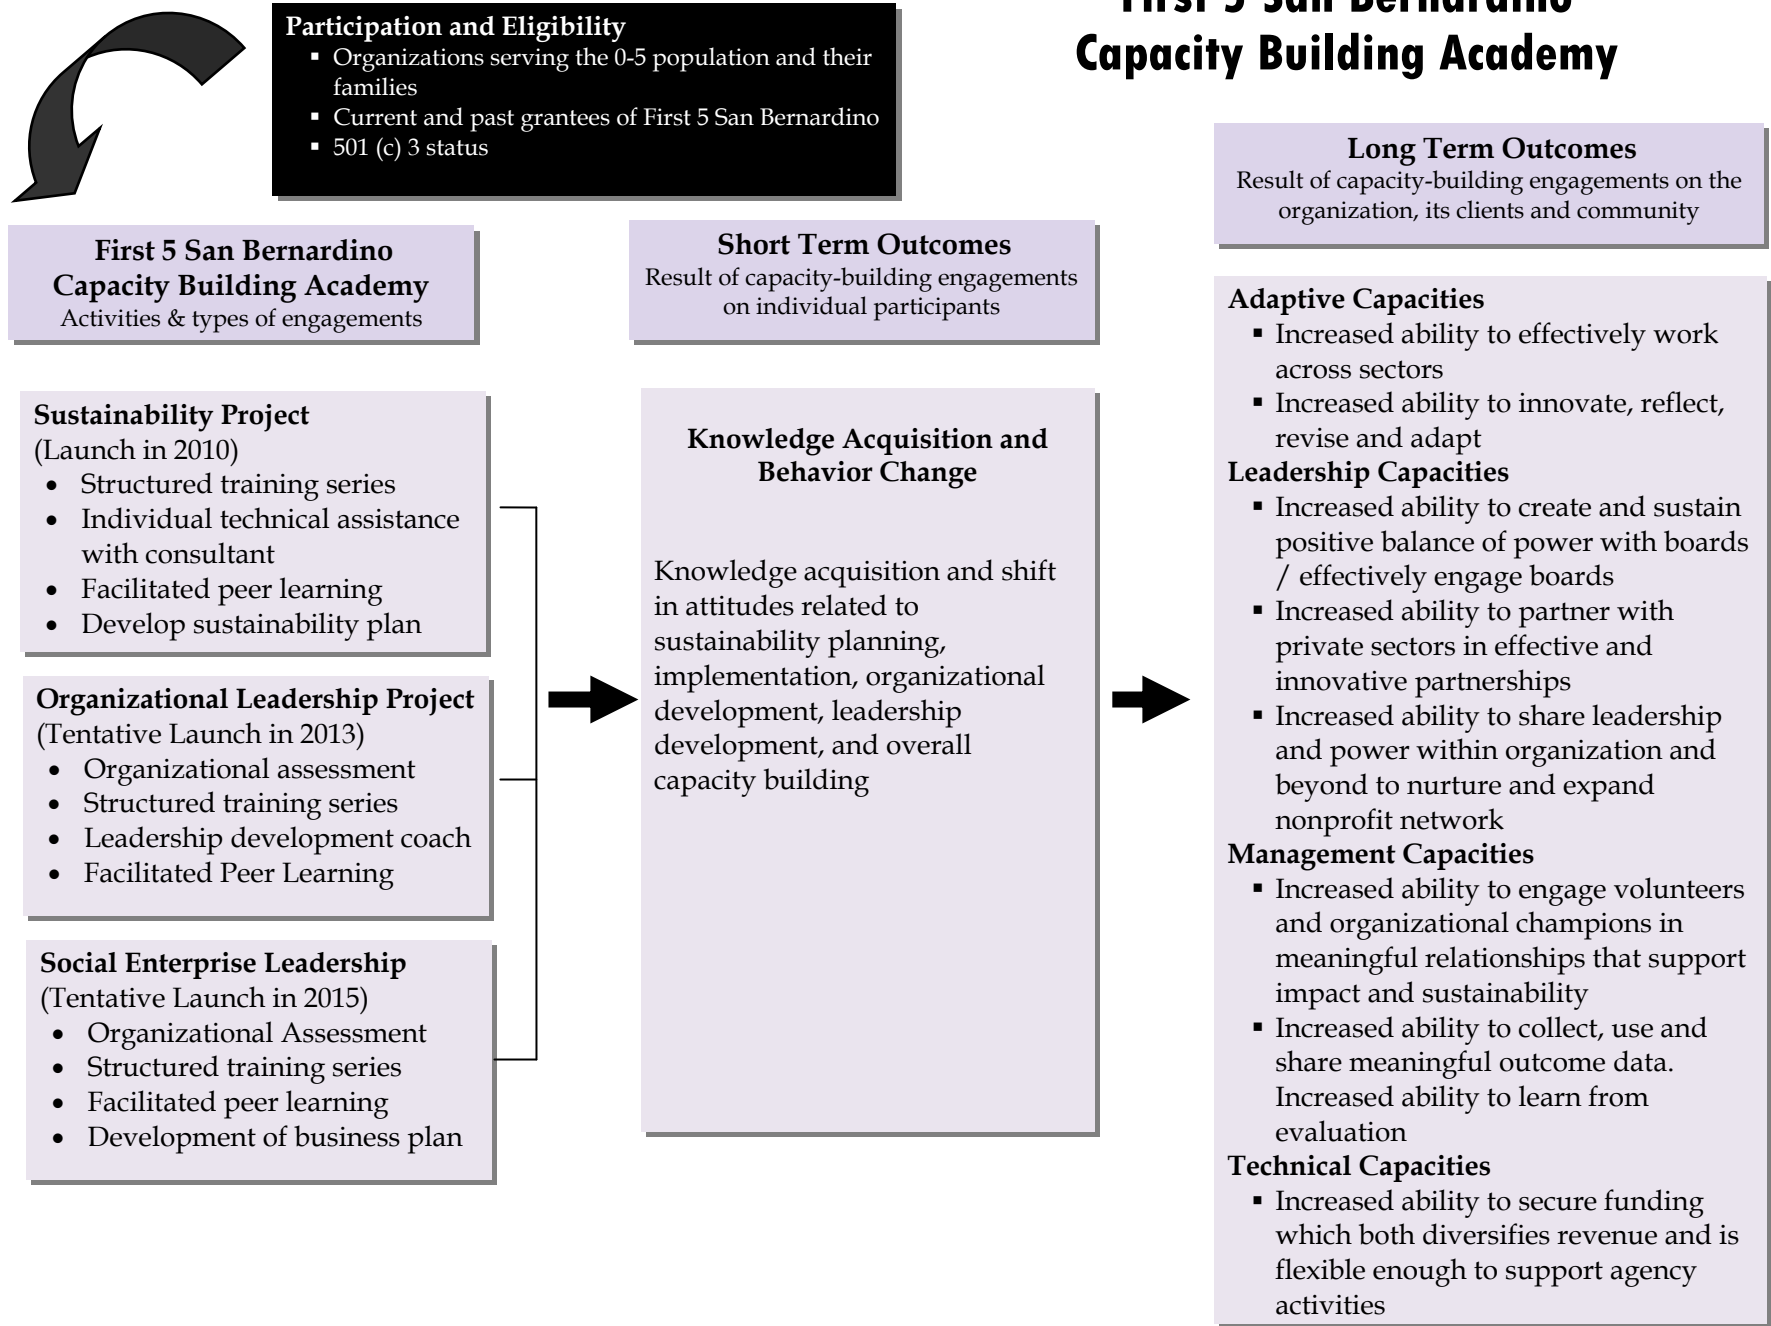 First 5 San Bernardino
Capacity Building Academy
Participation and Eligibility
▪ Organizations serving the 0-5 population and their
families
▪ Current and past grantees of First 5 San Bernardino
▪ 501 (c) 3 status
First 5 San Bernardino
Capacity Building Academy
Activities & types of engagements
Sustainability Project
(Launch in 2010)
• Structured training series
• Individual technical assistance
with consultant
• Facilitated peer learning
• Develop sustainability plan
Organizational Leadership Project
(Tentative Launch in 2013)
• Organizational assessment
• Structured training series
• Leadership development coach
• Facilitated Peer Learning
Social Enterprise Leadership
(Tentative Launch in 2015)
• Organizational Assessment
• Structured training series
• Facilitated peer learning
• Development of business plan
Short Term Outcomes
Result of capacity-building engagements
on individual participants
Knowledge Acquisition and
Behavior Change
Knowledge acquisition and shift
in attitudes related to
sustainability planning,
implementation, organizational
development, leadership
development, and overall
capacity building
Long Term Outcomes
Result of capacity-building engagements on the
organization, its clients and community
Adaptive Capacities
▪ Increased ability to effectively work
across sectors
▪ Increased ability to innovate, reflect,
revise and adapt
Leadership Capacities
▪ Increased ability to create and sustain
positive balance of power with boards
/ effectively engage boards
▪ Increased ability to partner with
private sectors in effective and
innovative partnerships
▪ Increased ability to share leadership
and power within organization and
beyond to nurture and expand
nonprofit network
Management Capacities
▪ Increased ability to engage volunteers
and organizational champions in
meaningful relationships that support
impact and sustainability
▪ Increased ability to collect, use and
share meaningful outcome data.
Increased ability to learn from
evaluation
Technical Capacities
▪ Increased ability to secure funding
which both diversifies revenue and is
flexible enough to support agency
activities